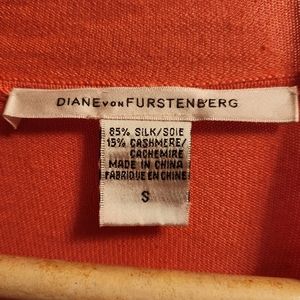 DIANE VON FURSTENBERG
85% SILK/SOIE
15% CASHMERE/
CACHEMIRE
MADE IN CHINA
FABRIQUE EN CHINE
S